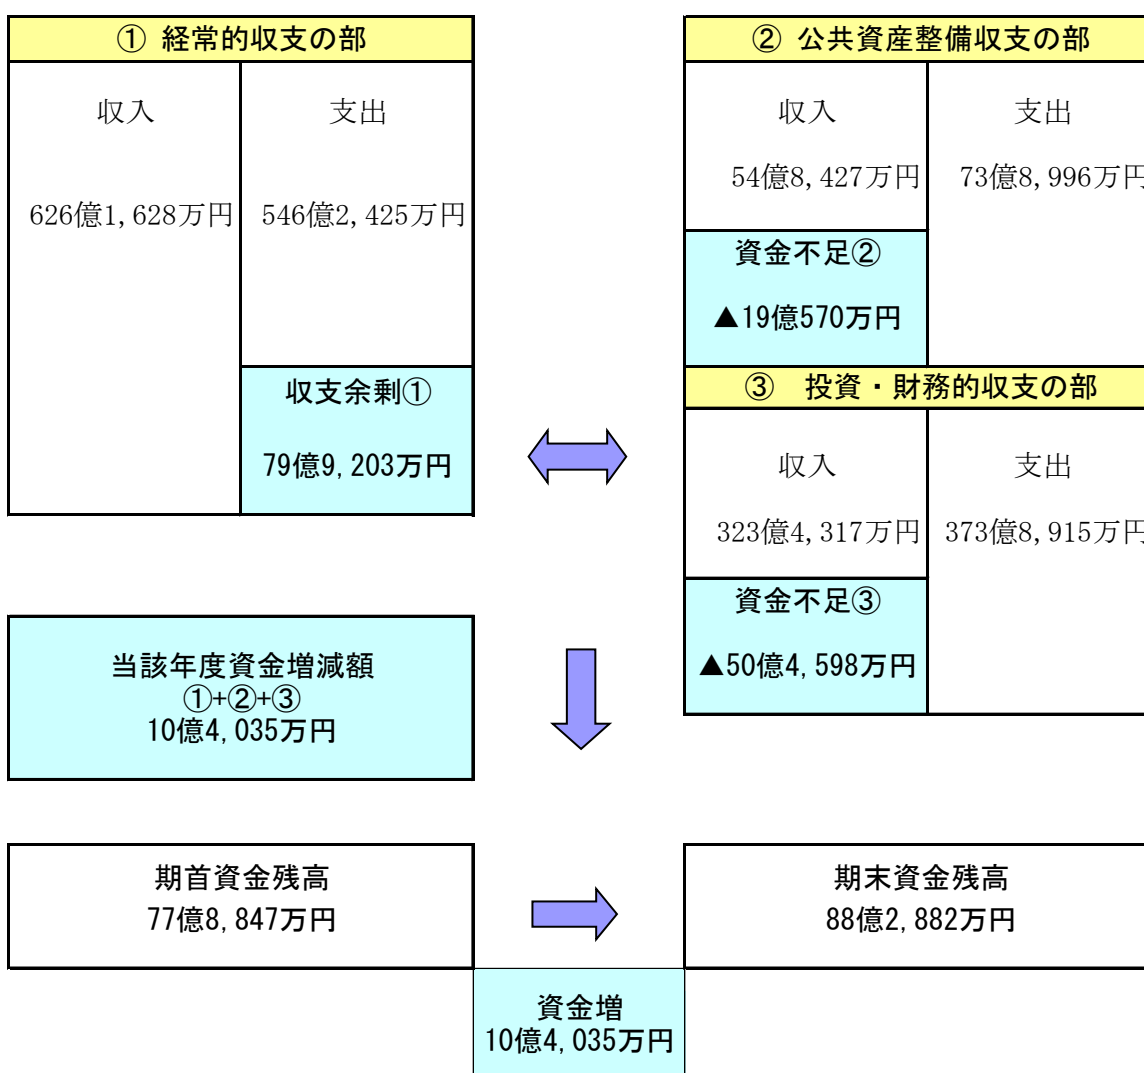 ① 経常的収支の部
収入
支出
626億1,628万円
546億2,425万円
収支余剰①
79億9,203万円
② 公共資産整備収支の部
収入
支出
54億8,427万円
73億8,996万円
資金不足②
▲19億570万円
③　投資・財務的収支の部
収入
支出
323億4,317万円
373億8,915万円
資金不足③
▲50億4,598万円
当該年度資金増減額
①+②+③
10億4,035万円
期首資金残高
77億8,847万円
期末資金残高
88億2,882万円
資金増
10億4,035万円